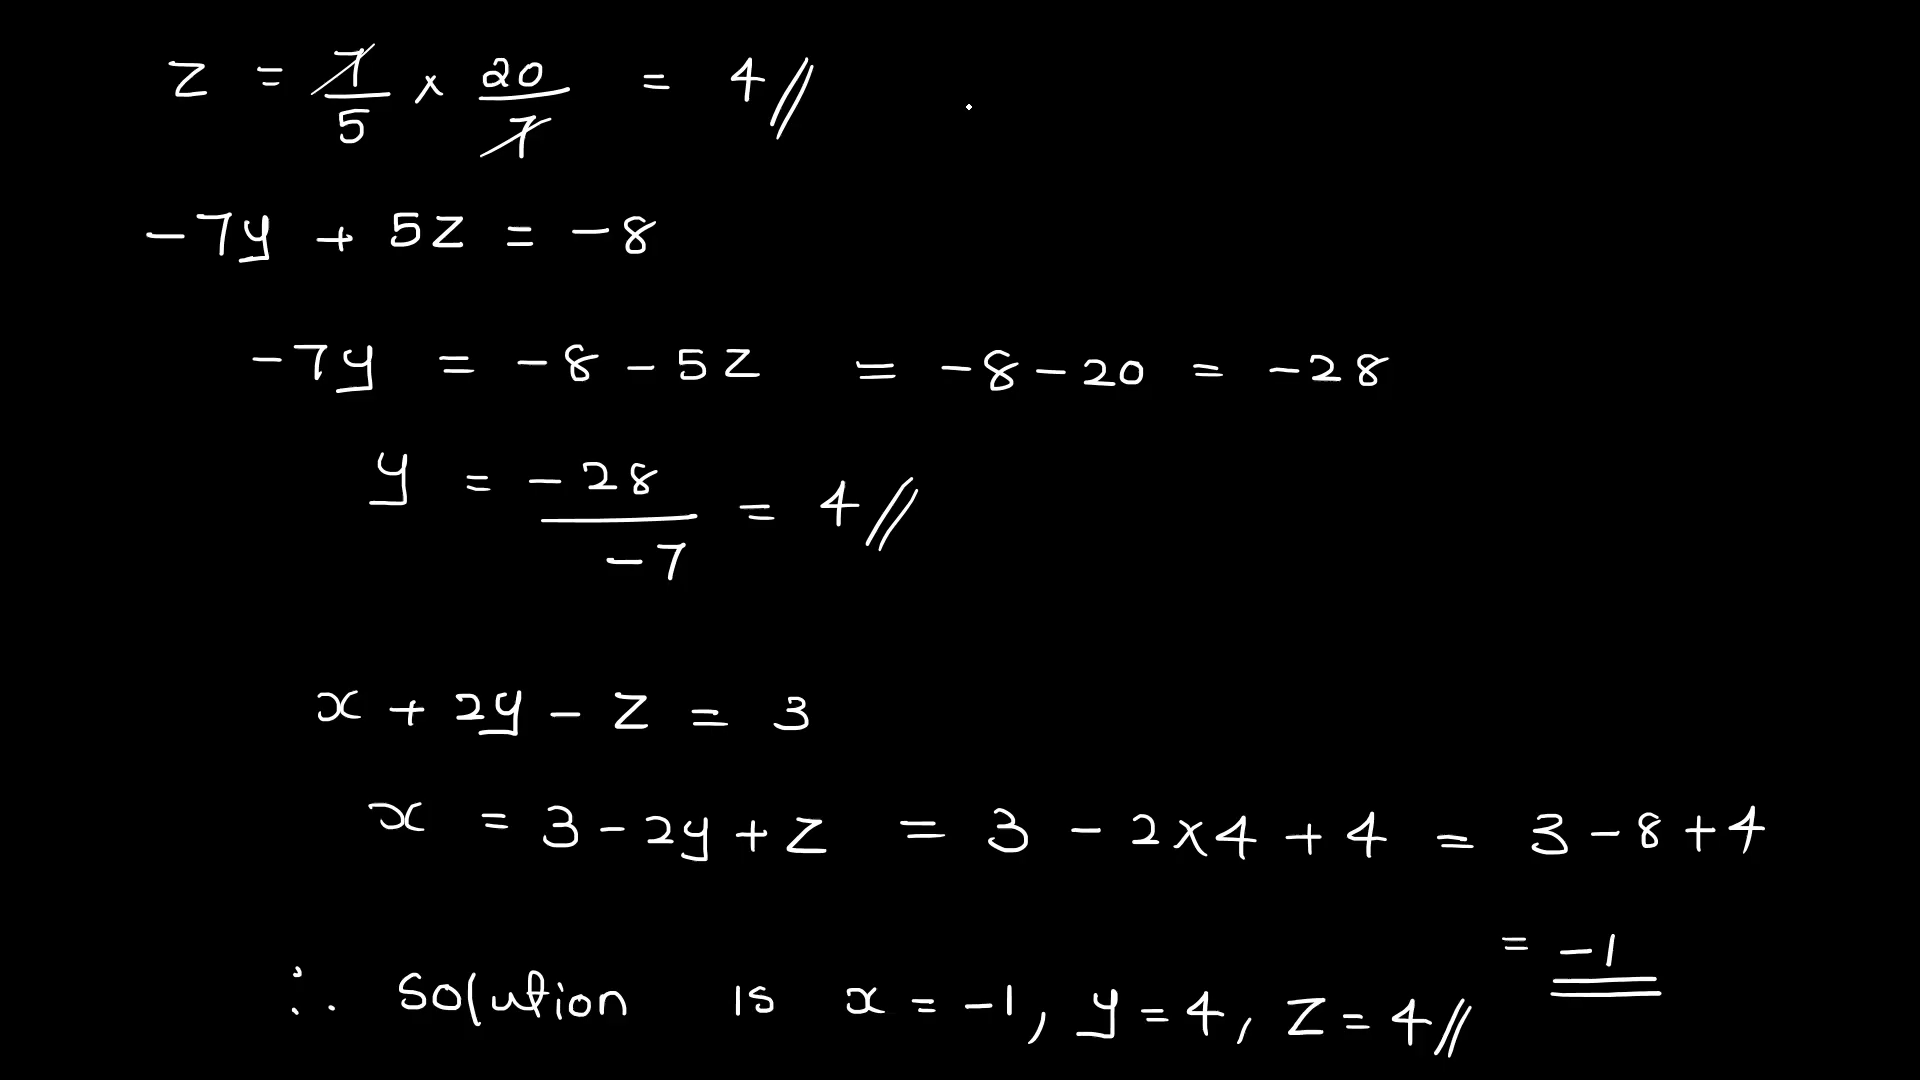 z = 7/5 × 20/7 = 4//
-7y + 5z = -8
-7y = -8 - 5z = -8 - 20 = -28
y = -28/-7 = 4//
x + 2y - z = 3
x = 3 - 2y + z = 3 - 2×4 + 4 = 3 - 8 + 4
= -1
∴ Solution is x = -1, y = 4, z = 4//